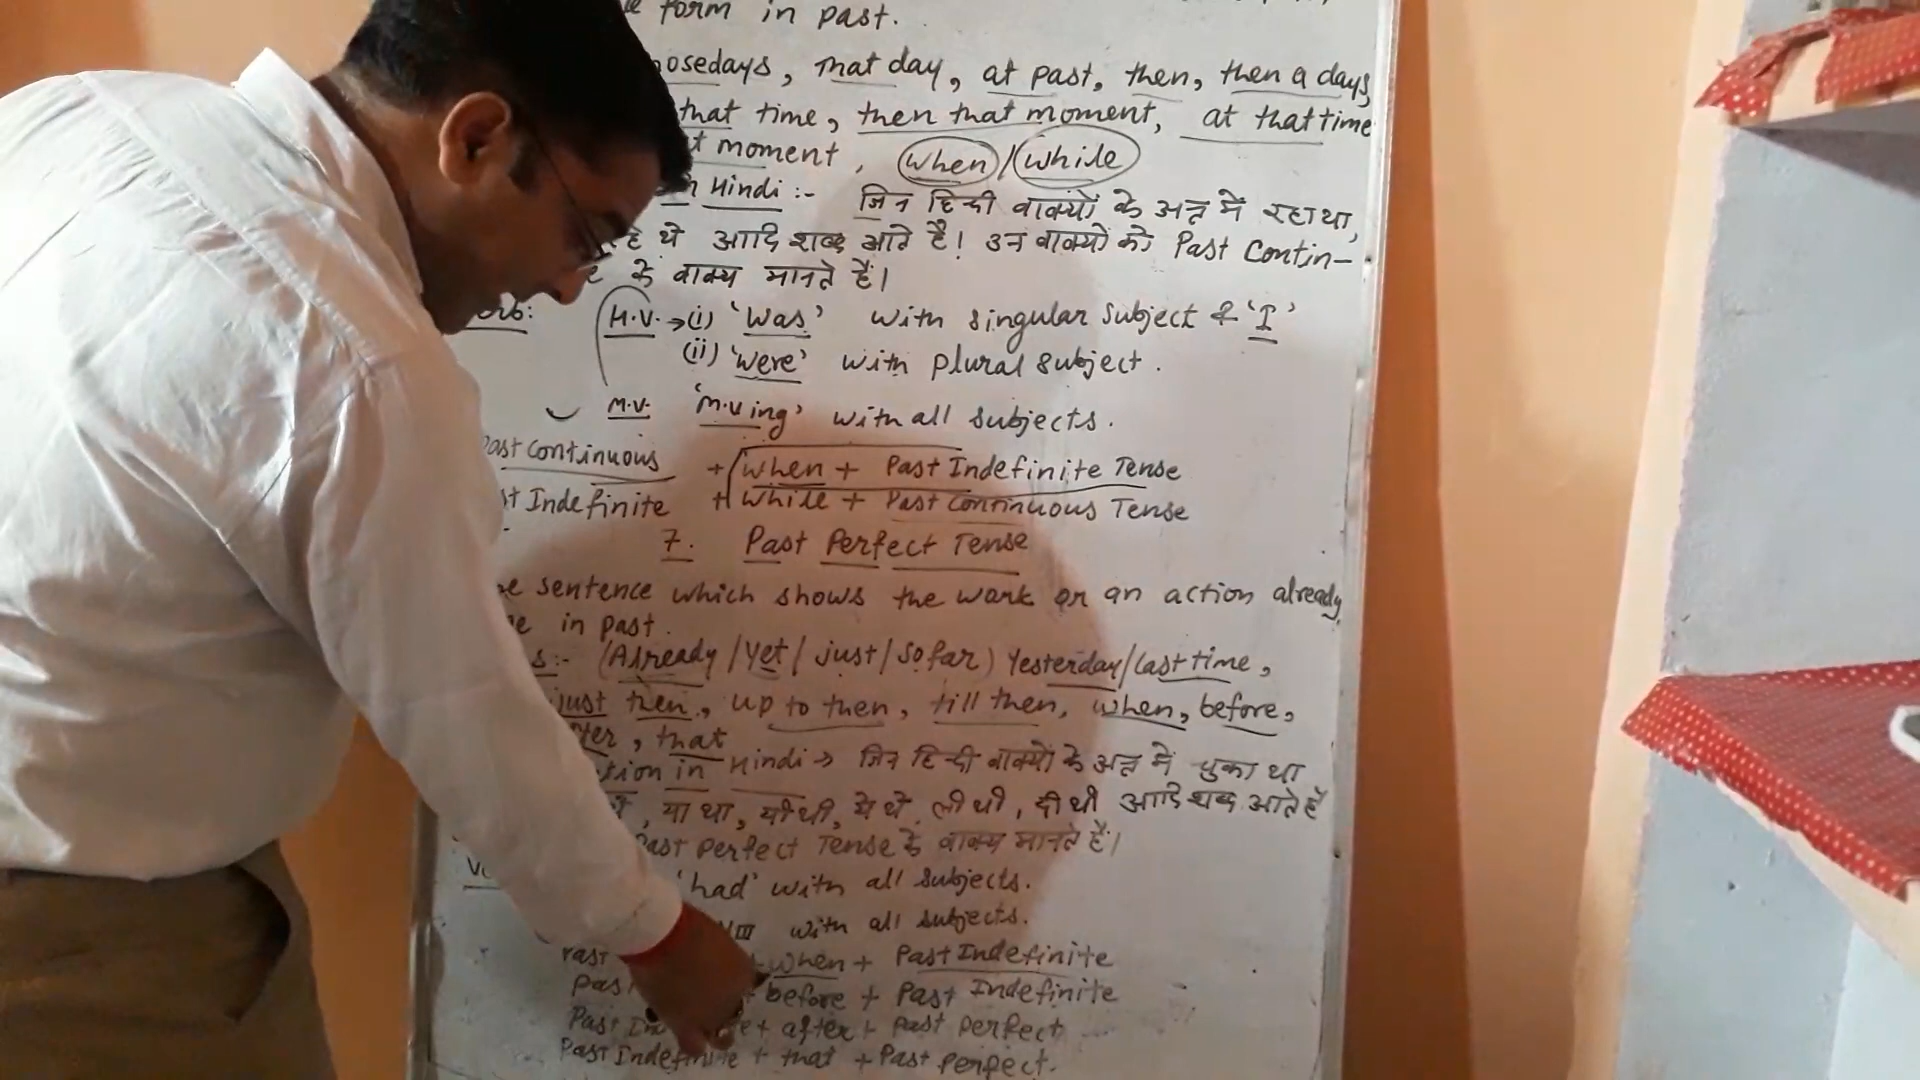 form in past.
that day, at past, then, then a days,
that time, then that moment, at that time
moment, when / while
Hindi :- जिन हिन्दी वाक्यों के अन्त में रहा था,
थे आदि शब्द आते है! उन वाक्यों को Past Contin-
के वाक्य मानते हैं।
H.V. → (i) 'Was' with singular subject & 'I'
(ii) 'were' with plural subject.
M.V. 'M.V ing' with all subjects.
Past Continuous + when + Past Indefinite Tense
Indefinite + while + Past Continuous Tense
7. Past Perfect Tense
sentence which shows the work or an action already
in past.
:- (Already / Yet / just / so far) Yesterday / last time,
just then, up to then, till then, when, before,
that
in Hindi → जिन हिन्दी वाक्यों के अन्त में चुका था
, या था, यी थी, ये थे, ली थी, दी थी आदि शब्द आते हैं
Past Perfect Tense के वाक्य मानते हैं।
'had' with all subjects.
III with all subjects.
Past when + Past Indefinite
Past + before + Past Indefinite
Past + after + Past Perfect
Past Indefinite + that + Past Perfect.